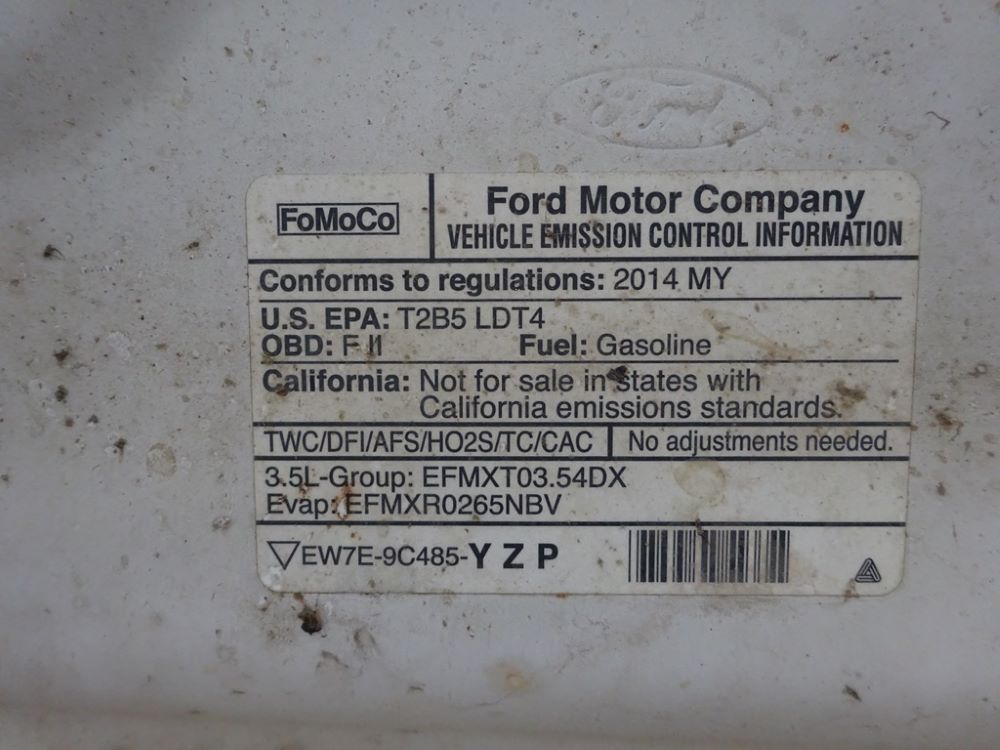 Ford
FoMoCo
Ford Motor Company
VEHICLE EMISSION CONTROL INFORMATION
Conforms to regulations: 2014 MY
U.S. EPA: T2B5 LDT4
OBD: F II Fuel: Gasoline
California: Not for sale in states with
California emissions standards.
TWC/DFI/AFS/HO2S/TC/CAC No adjustments needed.
3.5L-Group: EFMXT03.54DX
Evap: EFMXR0265NBV
EW7E-9C485-Y Z P